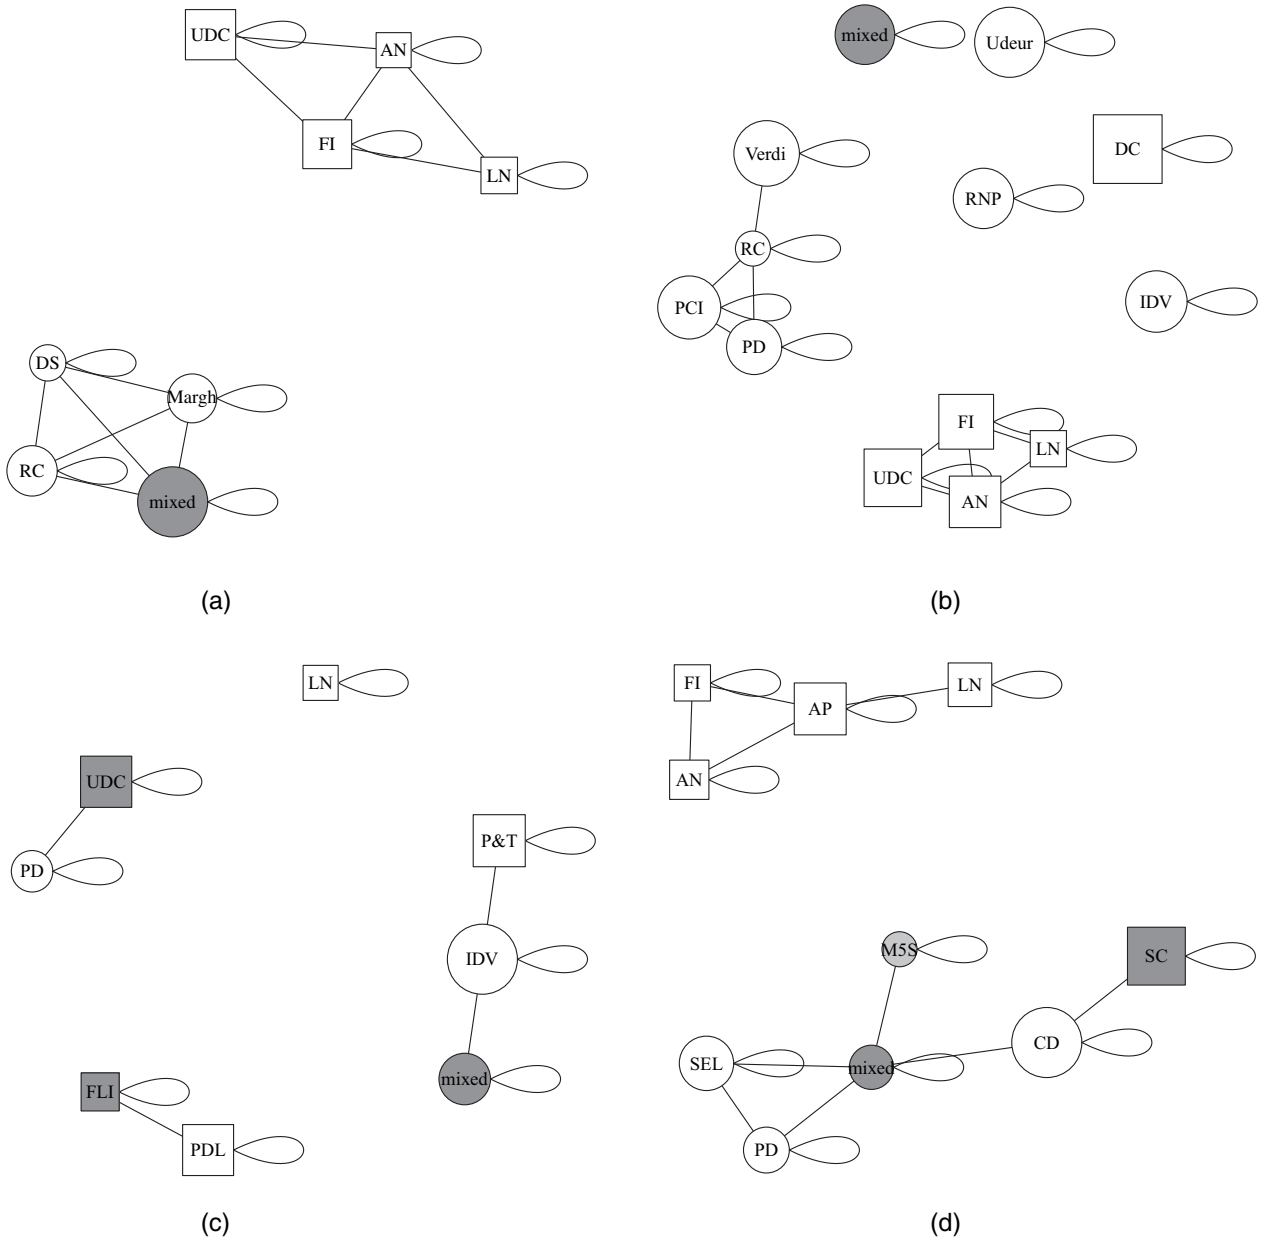 UDC
AN
FI
LN
DS
Margh
RC
mixed
(a)
mixed
Udeur
Verdi
DC
RNP
RC
PCI
IDV
PD
FI
LN
UDC
AN
(b)
LN
UDC
PD
P&T
IDV
mixed
FLI
PDL
(c)
FI
LN
AP
AN
M5S
SC
CD
SEL
mixed
PD
(d)